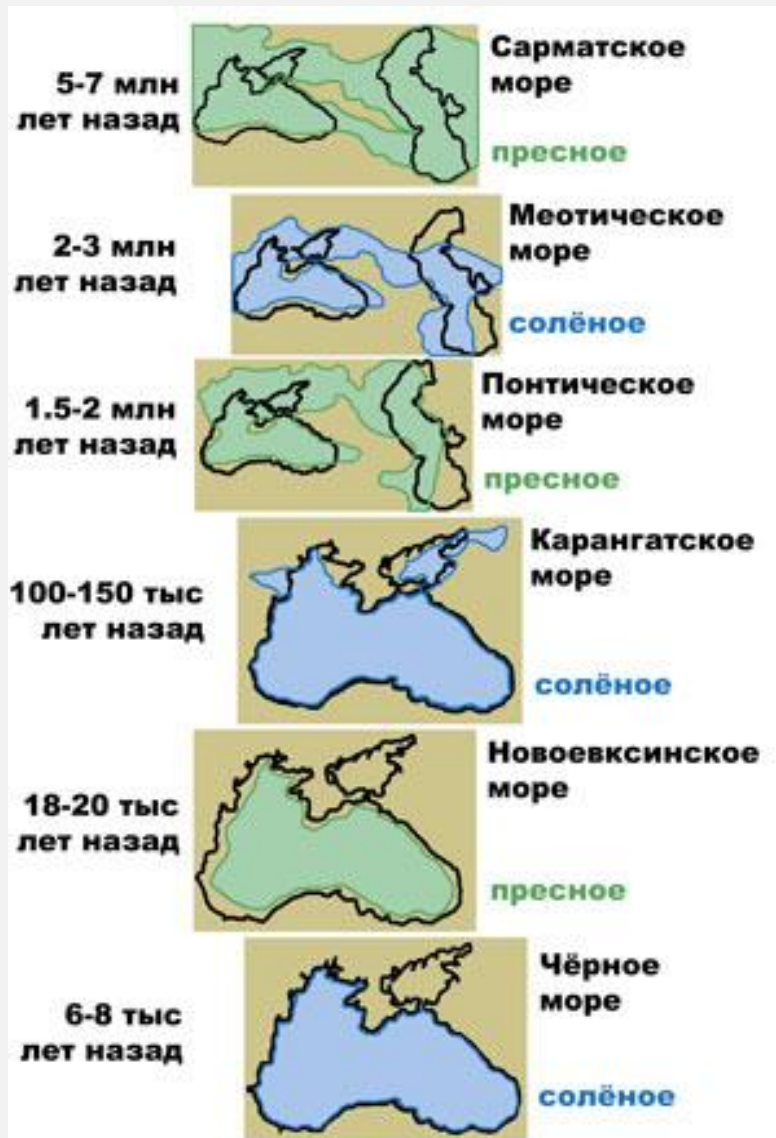 5-7 млн
лет назад
Сарматское
море
пресное
2-3 млн
лет назад
Меотическое
море
солёное
1.5-2 млн
лет назад
Понтическое
море
пресное
100-150 тыс
лет назад
Карангатское
море
солёное
18-20 тыс
лет назад
Новоевксинское
море
пресное
6-8 тыс
лет назад
Чёрное
море
солёное